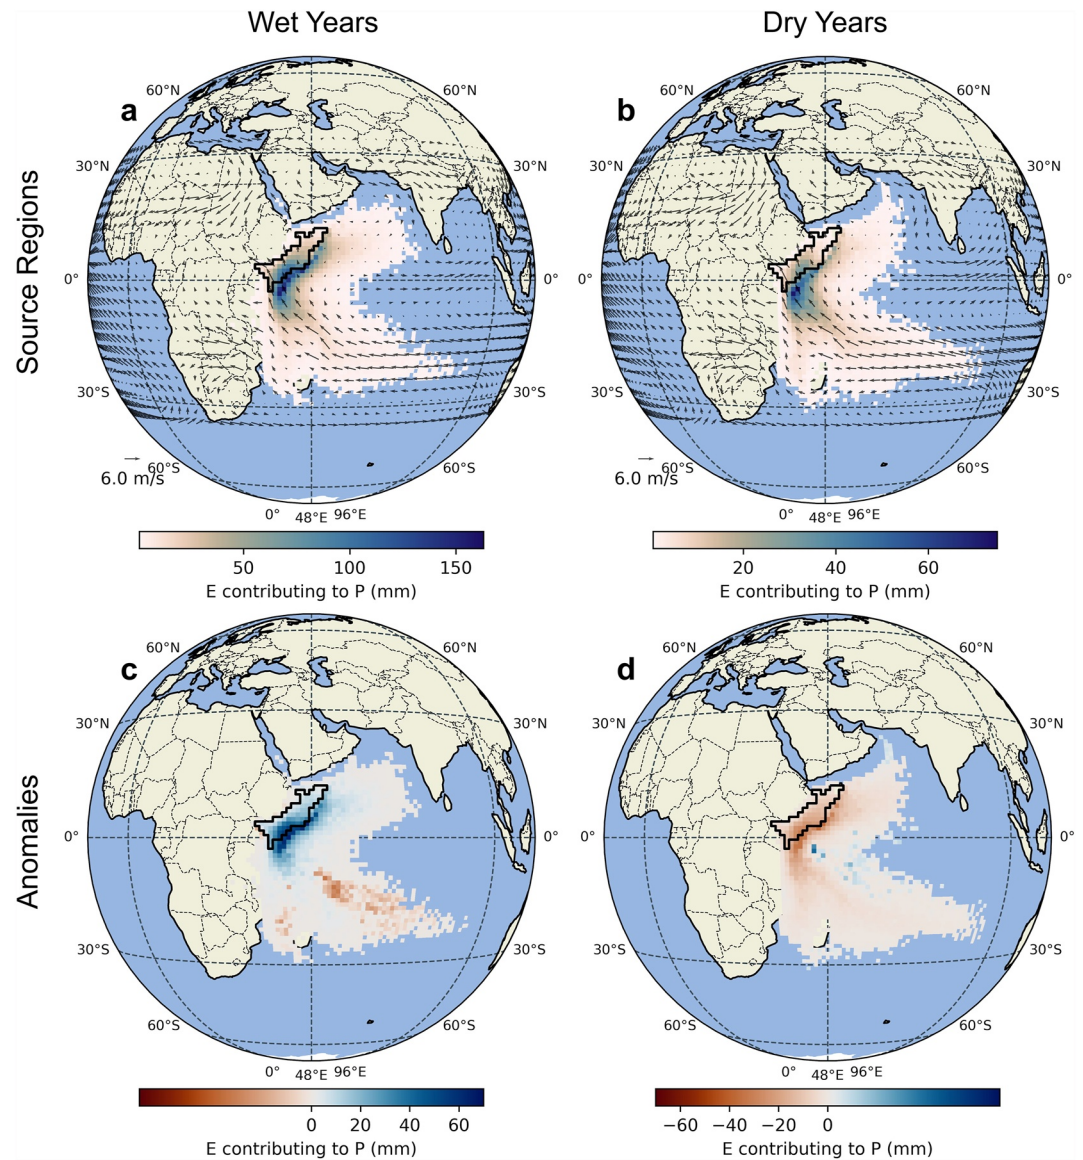 Wet Years
Dry Years
Source Regions
a
60°N
60°N
30°N
30°N
0°
0°
30°S
30°S
60°S
60°S
6.0 m/s
0°
48°E
96°E
50
100
150
E contributing to P (mm)
b
60°N
60°N
30°N
30°N
0°
0°
30°S
30°S
60°S
60°S
6.0 m/s
0°
48°E
96°E
20
40
60
E contributing to P (mm)
Anomalies
c
60°N
60°N
30°N
30°N
0°
0°
30°S
30°S
60°S
60°S
0°
48°E
96°E
0
20
40
60
E contributing to P (mm)
d
60°N
60°N
30°N
30°N
0°
0°
30°S
30°S
60°S
60°S
0°
48°E
96°E
−60
−40
−20
0
E contributing to P (mm)